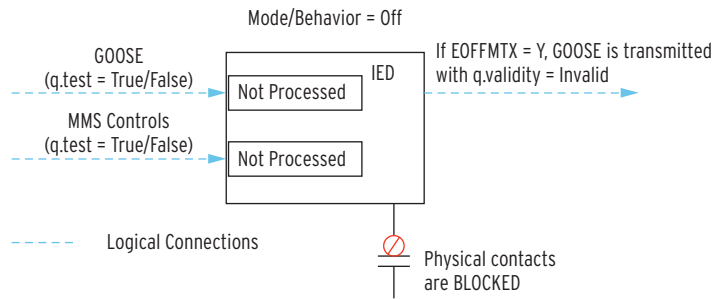 Mode/Behavior = Off
GOOSE
(q.test = True/False)
Not Processed
IED
If EOFFMTX = Y, GOOSE is transmitted
with q.validity = Invalid
MMS Controls
(q.test = True/False)
Not Processed
Logical Connections
Physical contacts
are BLOCKED